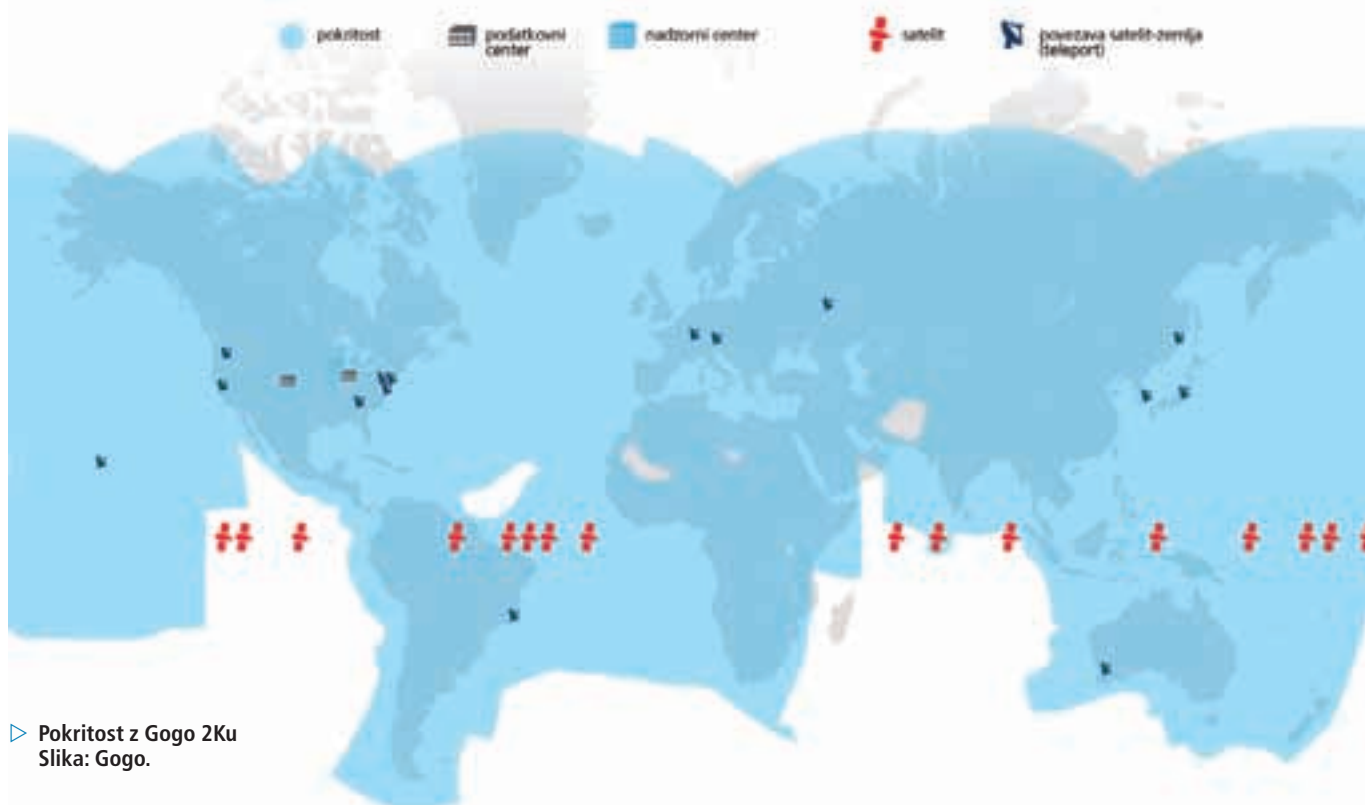 pokritost
podatkovni
center
nadzorni center
satelit
povezava satelit-zemlja
(teleport)
Pokritost z Gogo 2Ku
Slika: Gogo.